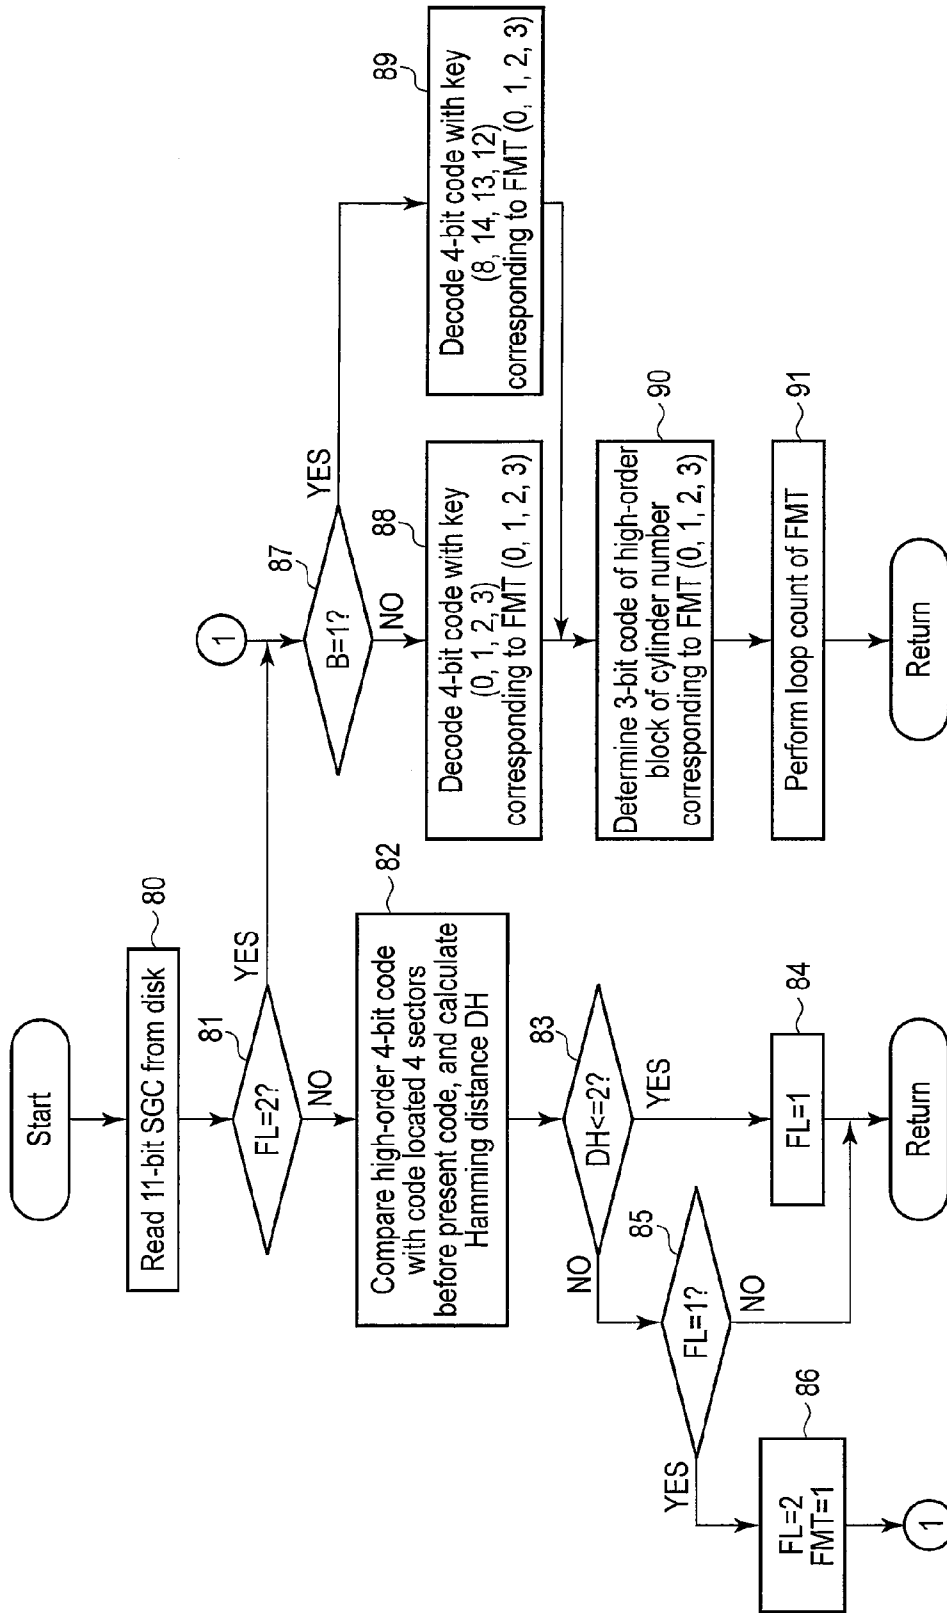 Start
Read 11-bit SGC from disk
80
FL=2?
81
YES
NO
Compare high-order 4-bit code
with code located 4 sectors
before present code, and calculate
Hamming distance DH
82
DH<=2?
83
YES
NO
FL=1
84
Return
FL=1?
85
NO
YES
FL=2
FMT=1
86
1
1
B=1?
87
YES
NO
Decode 4-bit code with key
(0, 1, 2, 3)
corresponding to FMT (0, 1, 2, 3)
88
Decode 4-bit code with key
(8, 14, 13, 12)
corresponding to FMT (0, 1, 2, 3)
89
Determine 3-bit code of high-order
block of cylinder number
corresponding to FMT (0, 1, 2, 3)
90
Perform loop count of FMT
91
Return